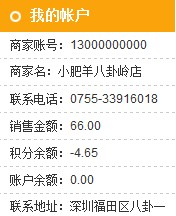 我的帐户
商家账号：13000000000
商家名：小肥羊八卦岭店
联系电话：0755-33916018
销售金额：66.00
积分余额：-4.65
账户余额：0.00
联系地址：深圳福田区八卦一